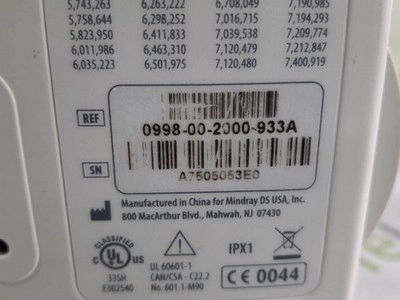 5,743,263 6,263,222 6,708,049 7,190,985
5,758,644 6,298,252 7,016,715 7,194,293
5,823,950 6,411,833 7,039,538 7,209,774
6,011,986 6,463,310 7,120,479 7,212,847
6,035,223 6,501,975 7,120,480 7,400,919
REF
0998-00-2000-933A
SN
A7505053E0
Manufactured in China for Mindray DS USA, Inc.
800 MacArthur Blvd., Mahwah, NJ 07430
CLASSIFIED
C UL US
53SH
E302540
UL 60601-1
CAN/CSA - C22.2
No. 601.1-M90
IPX1
CE 0044